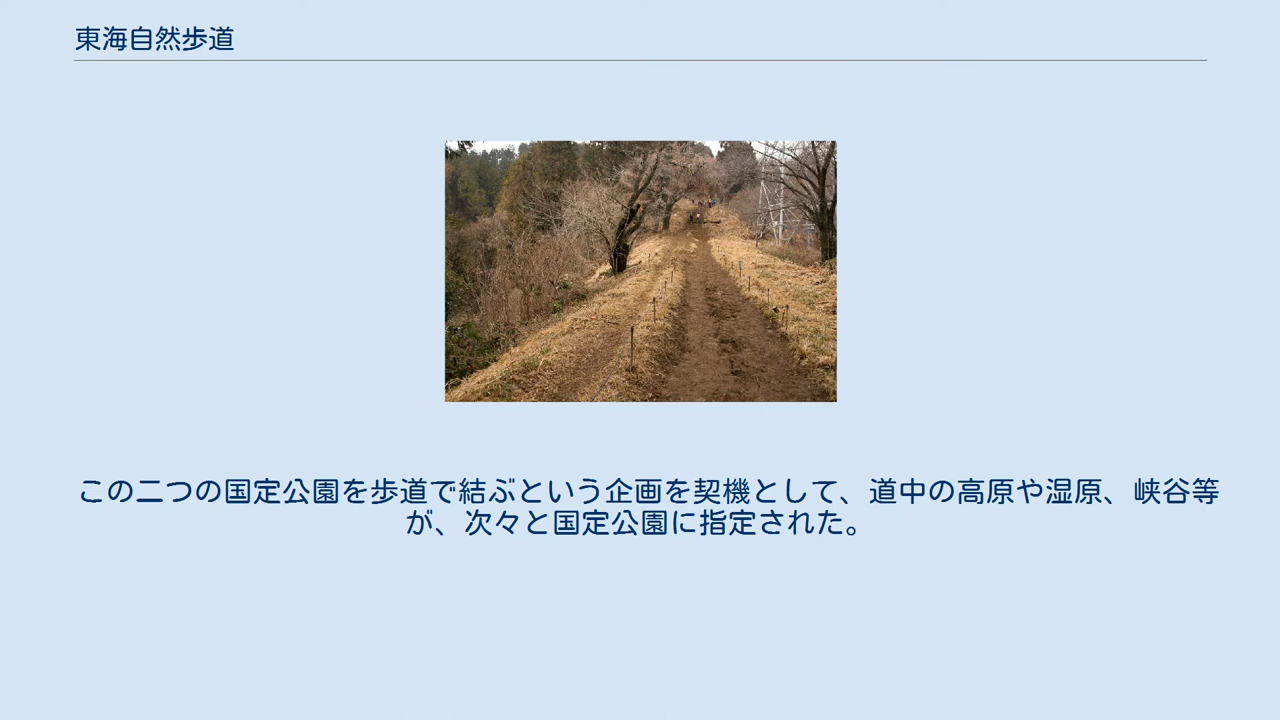 東海自然歩道
この二つの国定公園を歩道で結ぶという企画を契機として、道中の高原や湿原、峡谷等
が、次々と国定公園に指定された。